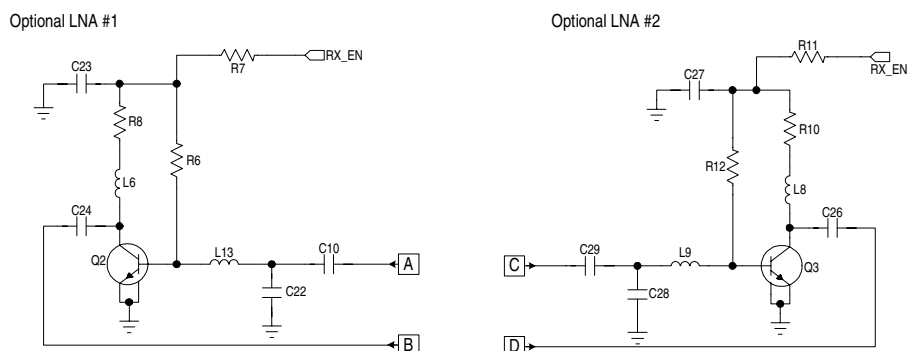 Optional LNA #1
Optional LNA #2
R11
RX_EN
R7
RX_EN
C23
C27
R8
R10
R6
R12
L6
L8
C24
C26
Q2
L13
C10
A
C
C29
L9
Q3
C22
C28
B
D